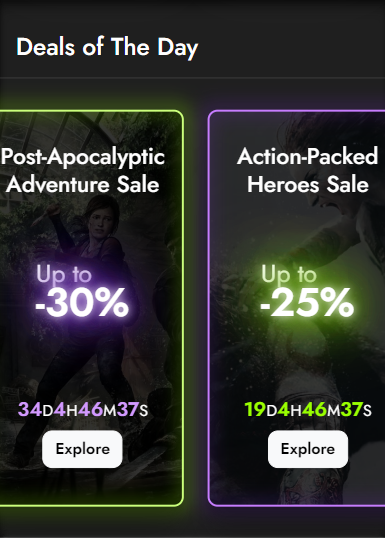 Deals of The Day
Post-Apocalyptic
Adventure Sale
Up to
-30%
34D4H46M37S
Explore
Action-Packed
Heroes Sale
Up to
-25%
19D4H46M37S
Explore